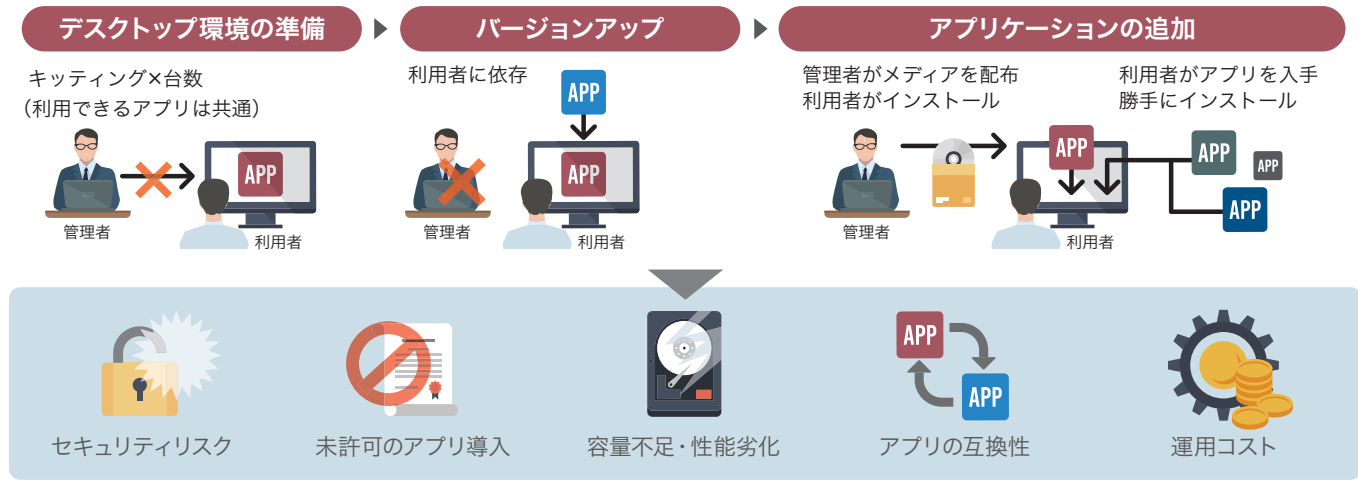 デスクトップ環境の準備
バージョンアップ
アプリケーションの追加
キッティング×台数
（利用できるアプリは共通）
APP
管理者
利用者
利用者に依存
APP
APP
管理者
利用者
管理者がメディアを配布
利用者がインストール
利用者がアプリを入手
勝手にインストール
APP
APP
APP
APP
管理者
利用者
セキュリティリスク
未許可のアプリ導入
容量不足・性能劣化
APP
APP
アプリの互換性
運用コスト